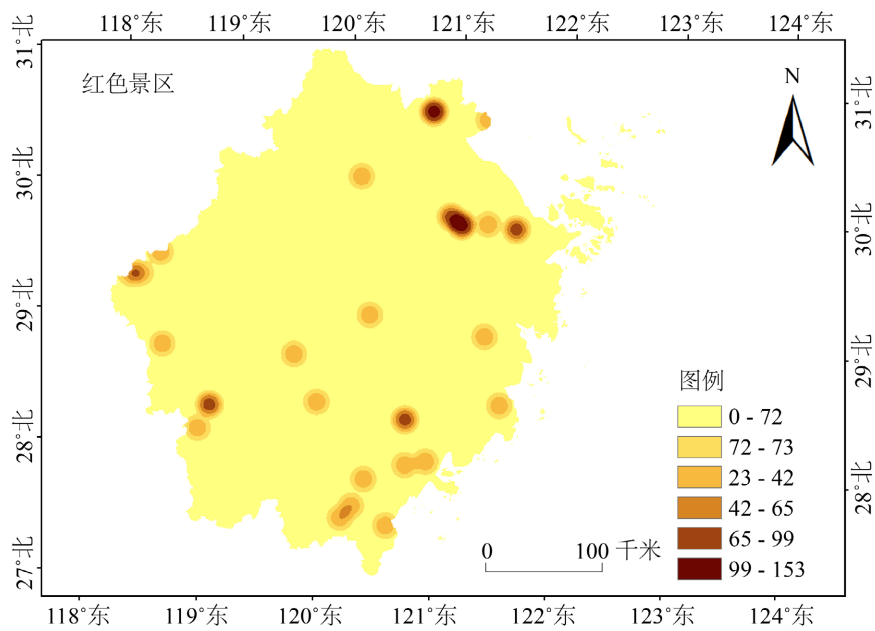 118°东 119°东 120°东 121°东 122°东 123°东 124°东
31°北
31°北
红色景区
N
30°北
30°北
29°北
29°北
图例
0 - 72
72 - 73
23 - 42
42 - 65
65 - 99
99 - 153
28°北
28°北
0 100 千米
27°北
118°东 119°东 120°东 121°东 122°东 123°东 124°东